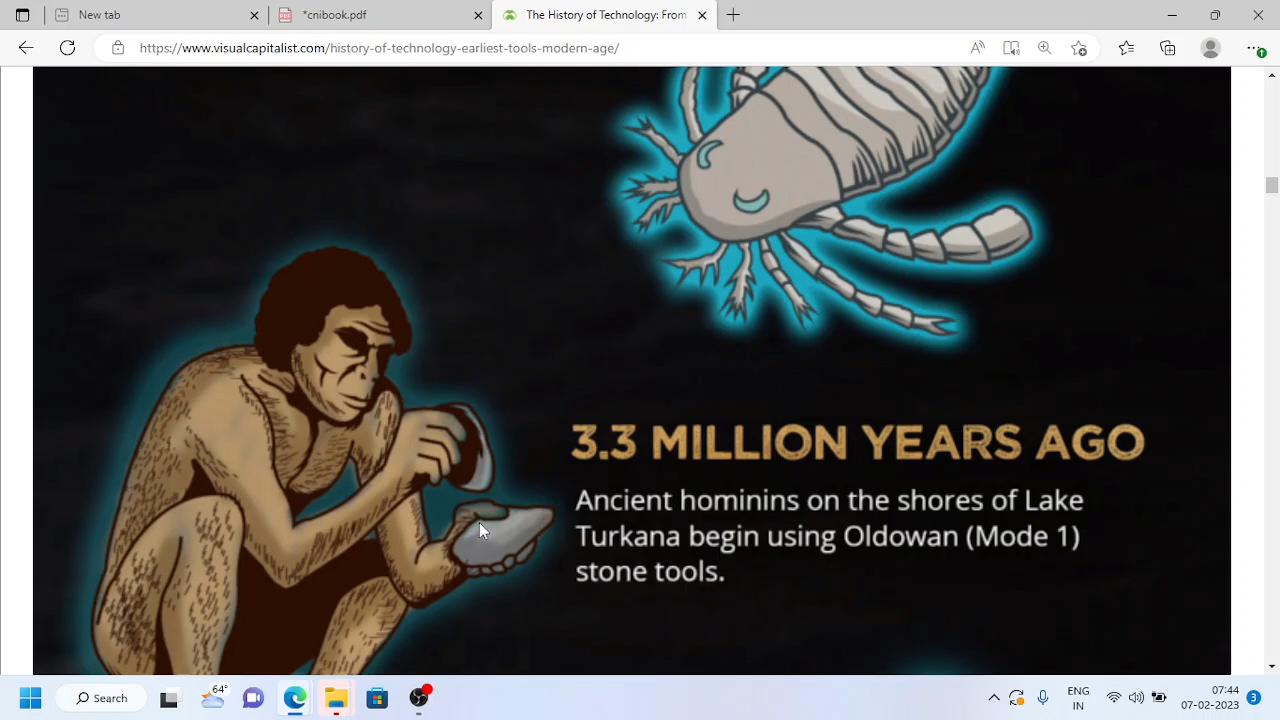 New tab
*cnibook.pdf
The History of Technology: From
https://www.visualcapitalist.com/history-of-technology-earliest-tools-modern-age/
3.3 MILLION YEARS AGO
Ancient hominins on the shores of Lake
Turkana begin using Oldowan (Mode 1)
stone tools.
Search
64°
ENG
IN
07:44
07-02-2023
3